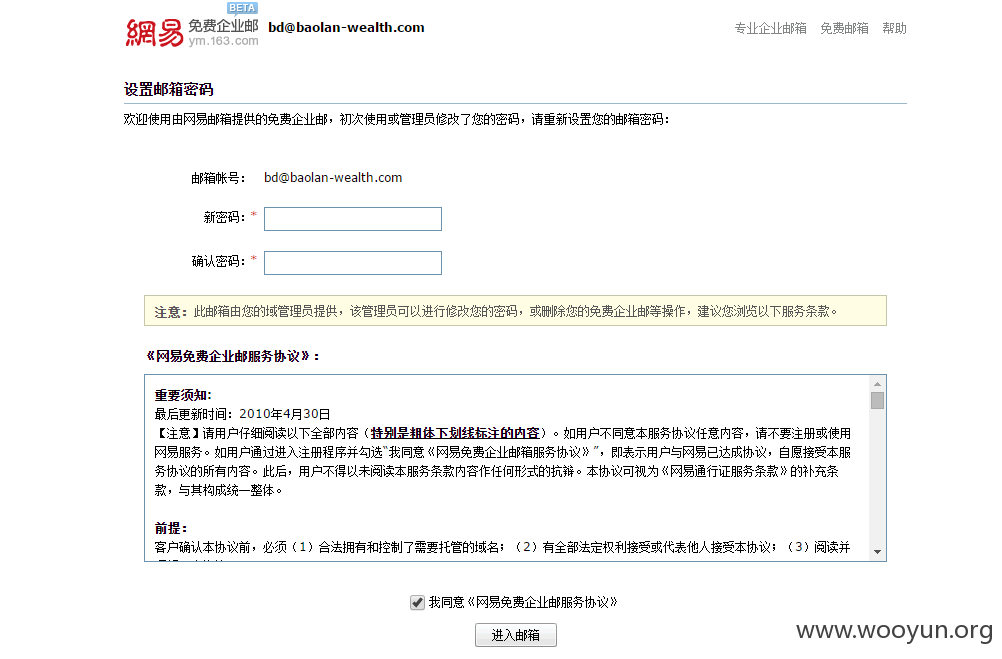 BETA
網易 免费企业邮 bd@baolan-wealth.com 专业企业邮箱 免费邮箱 帮助
ym.163.com
设置邮箱密码
欢迎使用由网易邮箱提供的免费企业邮，初次使用或管理员修改了您的密码，请重新设置您的邮箱密码：
邮箱帐号： bd@baolan-wealth.com
新密码：*
确认密码：*
注意：此邮箱由您的域管理员提供，该管理员可以进行修改您的密码，或删除您的免费企业邮等操作，建议您浏览以下服务条款。
《网易免费企业邮服务协议》：
重要须知:
最后更新时间：2010年4月30日
【注意】请用户仔细阅读以下全部内容（特别是粗体下划线标注的内容）。如用户不同意本服务协议任意内容，请不要注册或使用
网易服务。如用户通过进入注册程序并勾选“我同意《网易免费企业邮箱服务协议》”，即表示用户与网易已达成协议，自愿接受本服
务协议的所有内容。此后，用户不得以未阅读本服务条款内容作任何形式的抗辩。本协议可视为《网易通行证服务条款》的补充条
款，与其构成统一整体。
前提：
客户确认本协议前，必须（1）合法拥有和控制了需要托管的域名；（2）有全部法定权利接受或代表他人接受本协议；（3）阅读并
我同意《网易免费企业邮服务协议》
进入邮箱
www.wooyun.org